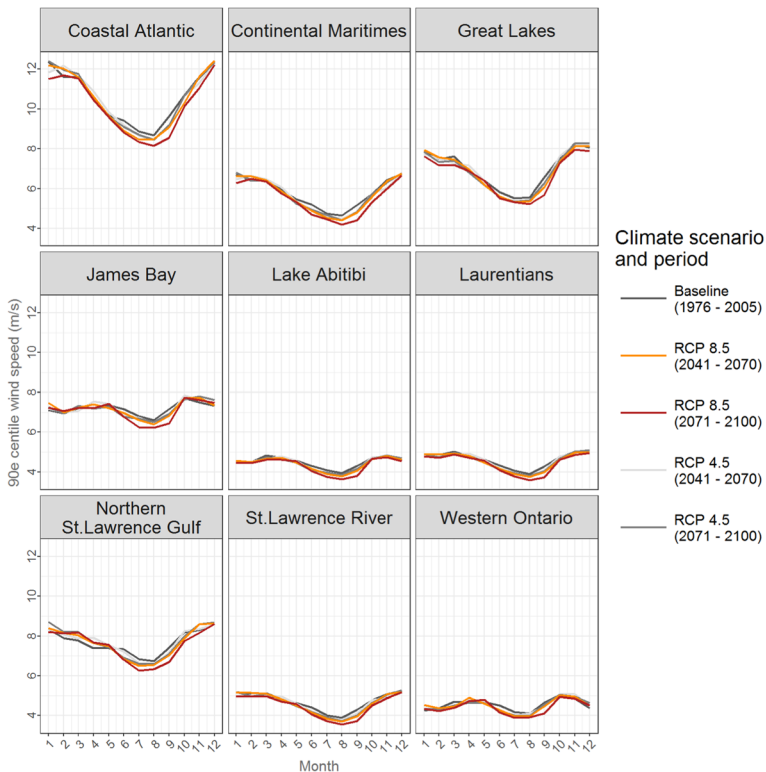 Coastal Atlantic
Continental Maritimes
Great Lakes
12
10
8
6
4
James Bay
Lake Abitibi
Laurentians
12
10
8
6
4
Northern
St.Lawrence Gulf
St.Lawrence River
Western Ontario
12
10
8
6
4
1 2 3 4 5 6 7 8 9 10 11 12
1 2 3 4 5 6 7 8 9 10 11 12
1 2 3 4 5 6 7 8 9 10 11 12
Month
90e centile wind speed (m/s)
Climate scenario
and period
Baseline
(1976 - 2005)
RCP 8.5
(2041 - 2070)
RCP 8.5
(2071 - 2100)
RCP 4.5
(2041 - 2070)
RCP 4.5
(2071 - 2100)